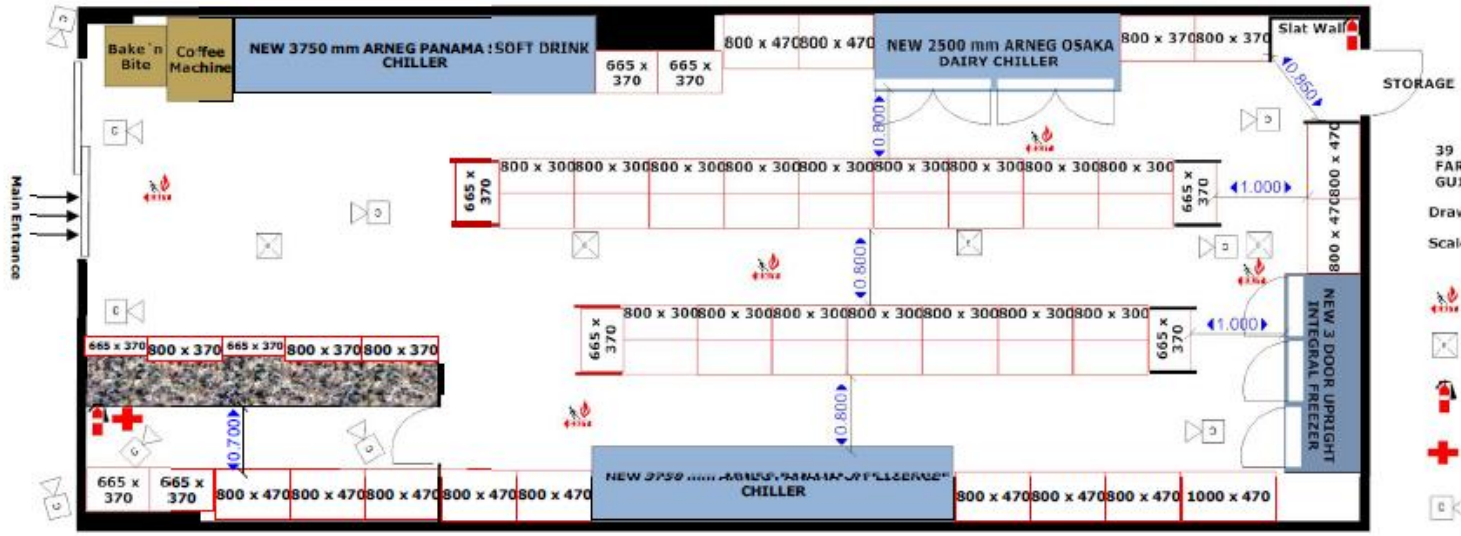 Bake'n
Bite
Coffee
Machine
NEW 3750 mm ARNEG PANAMA SOFT DRINK
CHILLER
665 x
370
665 x
370
800 x 470
800 x 470
NEW 2500 mm ARNEG OSAKA
DAIRY CHILLER
800 x 370
800 x 370
Slat Wall
0.850
STORAGE
0.800
39
Main Entrance
665 x
370
800 x 300
800 x 300
800 x 300
800 x 300
800 x 300
800 x 300
800 x 300
800 x 300
800 x 300
665 x
370
1.000
800 x 470
800 x 470
Draw
Scale
0.800
665 x
370
800 x 300
800 x 300
800 x 300
800 x 300
800 x 300
800 x 300
800 x 300
665 x
370
1.000
NEW 3 DOOR UPRIGHT
INTEGRAL FREEZER
665 x 370
800 x 370
665 x 370
800 x 370
800 x 370
0.700
0.800
665 x
370
665 x
370
800 x 470
800 x 470
800 x 470
800 x 470
800 x 470
NEW 3750 mm ARNEG PANAMA
CHILLER
800 x 470
800 x 470
800 x 470
1000 x 470